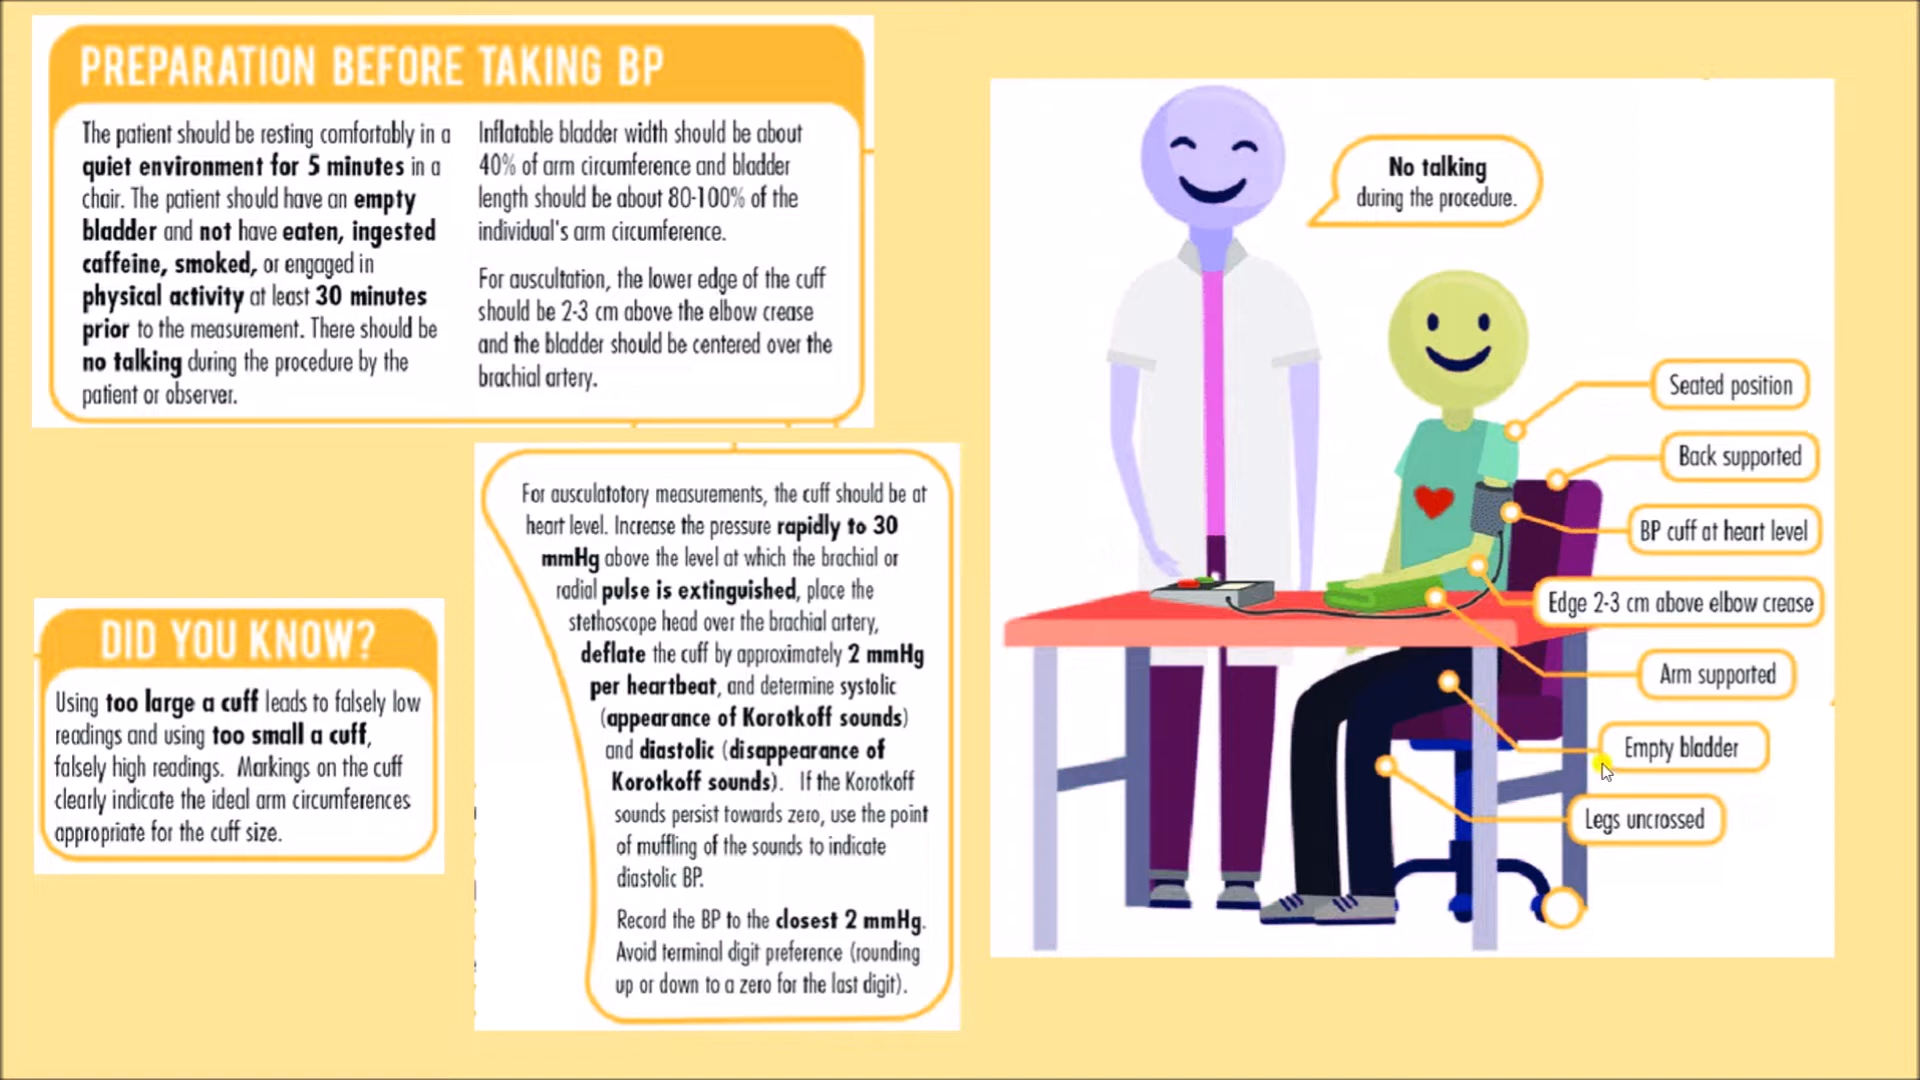 PREPARATION BEFORE TAKING BP
The patient should be resting comfortably in a
quiet environment for 5 minutes in a
chair. The patient should have an empty
bladder and not have eaten, ingested
caffeine, smoked, or engaged in
physical activity at least 30 minutes
prior to the measurement. There should be
no talking during the procedure by the
patient or observer.
Inflatable bladder width should be about
40% of arm circumference and bladder
length should be about 80-100% of the
individual's arm circumference.
For auscultation, the lower edge of the cuff
should be 2-3 cm above the elbow crease
and the bladder should be centered over the
brachial artery.
For ausculatotory measurements, the cuff should be at
heart level. Increase the pressure rapidly to 30
mmHg above the level at which the brachial or
radial pulse is extinguished, place the
stethoscope head over the brachial artery,
deflate the cuff by approximately 2 mmHg
per heartbeat, and determine systolic
(appearance of Korotkoff sounds)
and diastolic (disappearance of
Korotkoff sounds). If the Korotkoff
sounds persist towards zero, use the point
of muffling of the sounds to indicate
diastolic BP.
Record the BP to the closest 2 mmHg.
Avoid terminal digit preference (rounding
up or down to a zero for the last digit).
DID YOU KNOW?
Using too large a cuff leads to falsely low
readings and using too small a cuff,
falsely high readings. Markings on the cuff
clearly indicate the ideal arm circumferences
appropriate for the cuff size.
No talking
during the procedure.
Seated position
Back supported
BP cuff at heart level
Edge 2-3 cm above elbow crease
Arm supported
Empty bladder
Legs uncrossed